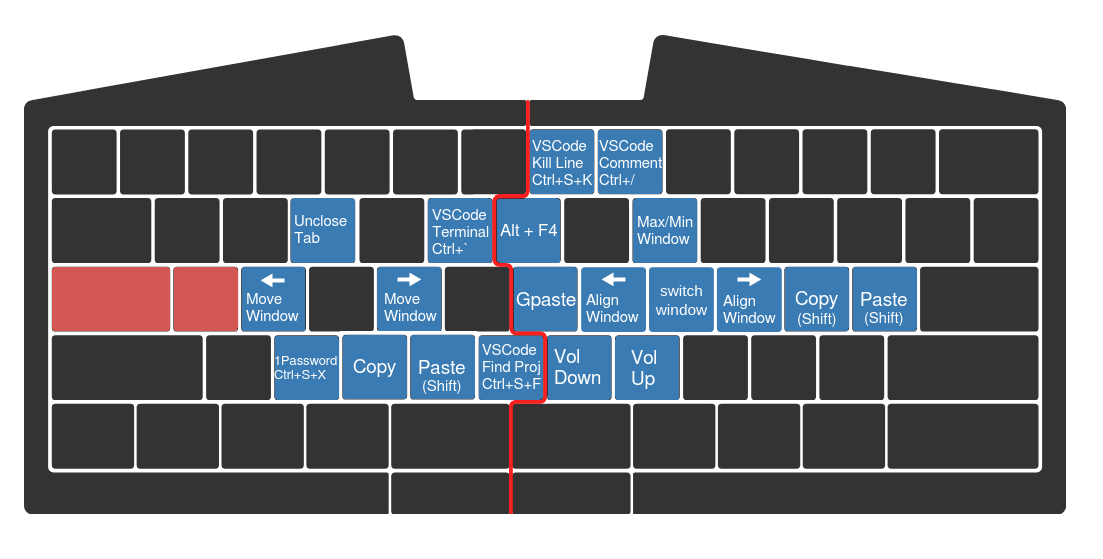 VSCode
Kill Line
Ctrl+S+K
VSCode
Comment
Ctrl+/
Unclose
Tab
VSCode
Terminal
Ctrl+`
Alt + F4
Max/Min
Window
Move
Window
Move
Window
Gpaste
Align
Window
switch
window
Align
Window
Copy
(Shift)
Paste
(Shift)
1Password
Ctrl+S+X
Copy
Paste
(Shift)
VSCode
Find Proj
Ctrl+S+F
Vol
Down
Vol
Up